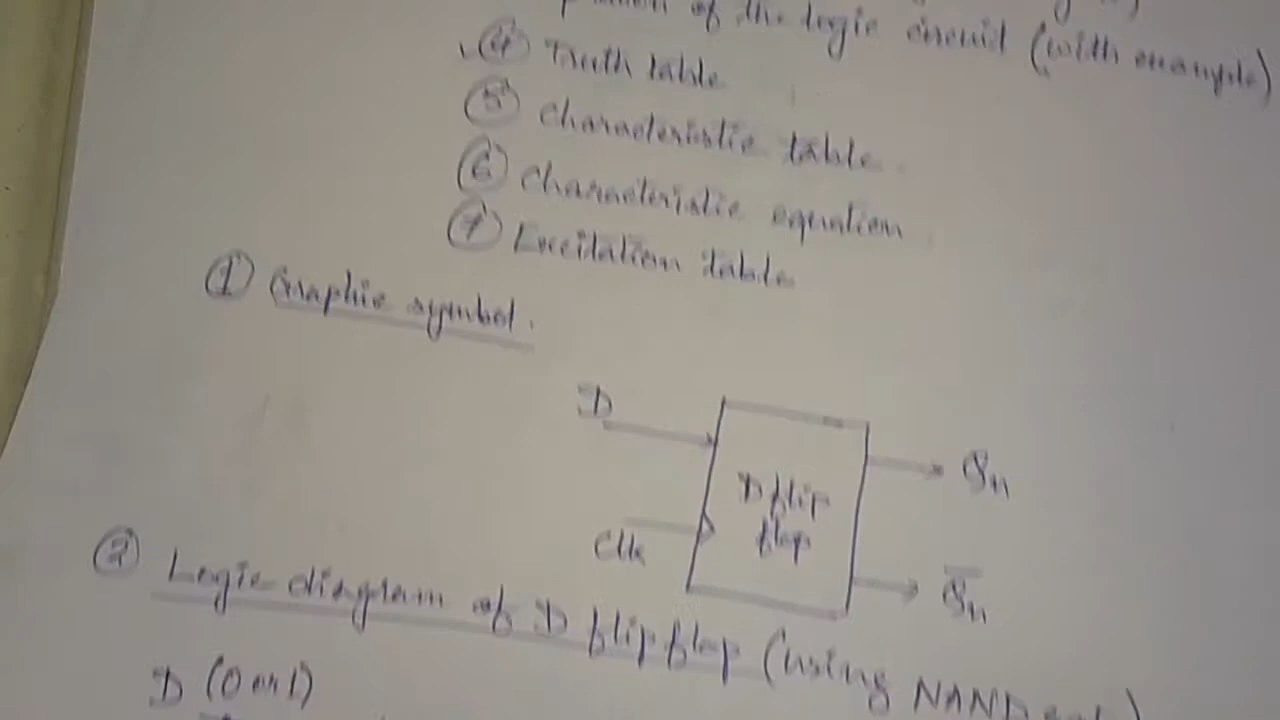 of the logic circuit (with example)
④ Truth table
⑤ Characteristic table.
⑥ Characteristic equation.
⑦ Excitation table
① Graphic symbol.
D
D flip
flop
Qn
Clk
Q̅n
② Logic diagram of D flip flop (using NAND
D (0 or 1)